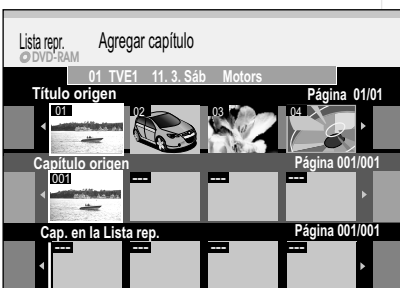 Lista repr. Agregar capítulo
DVD-RAM
01 TVE1 11. 3. Sáb Motors
Título origen Página 01/01
01 02 03 04
Capítulo origen Página 001/001
001 --- --- ---
Cap. en la Lista rep. Página 001/001
--- --- --- ---